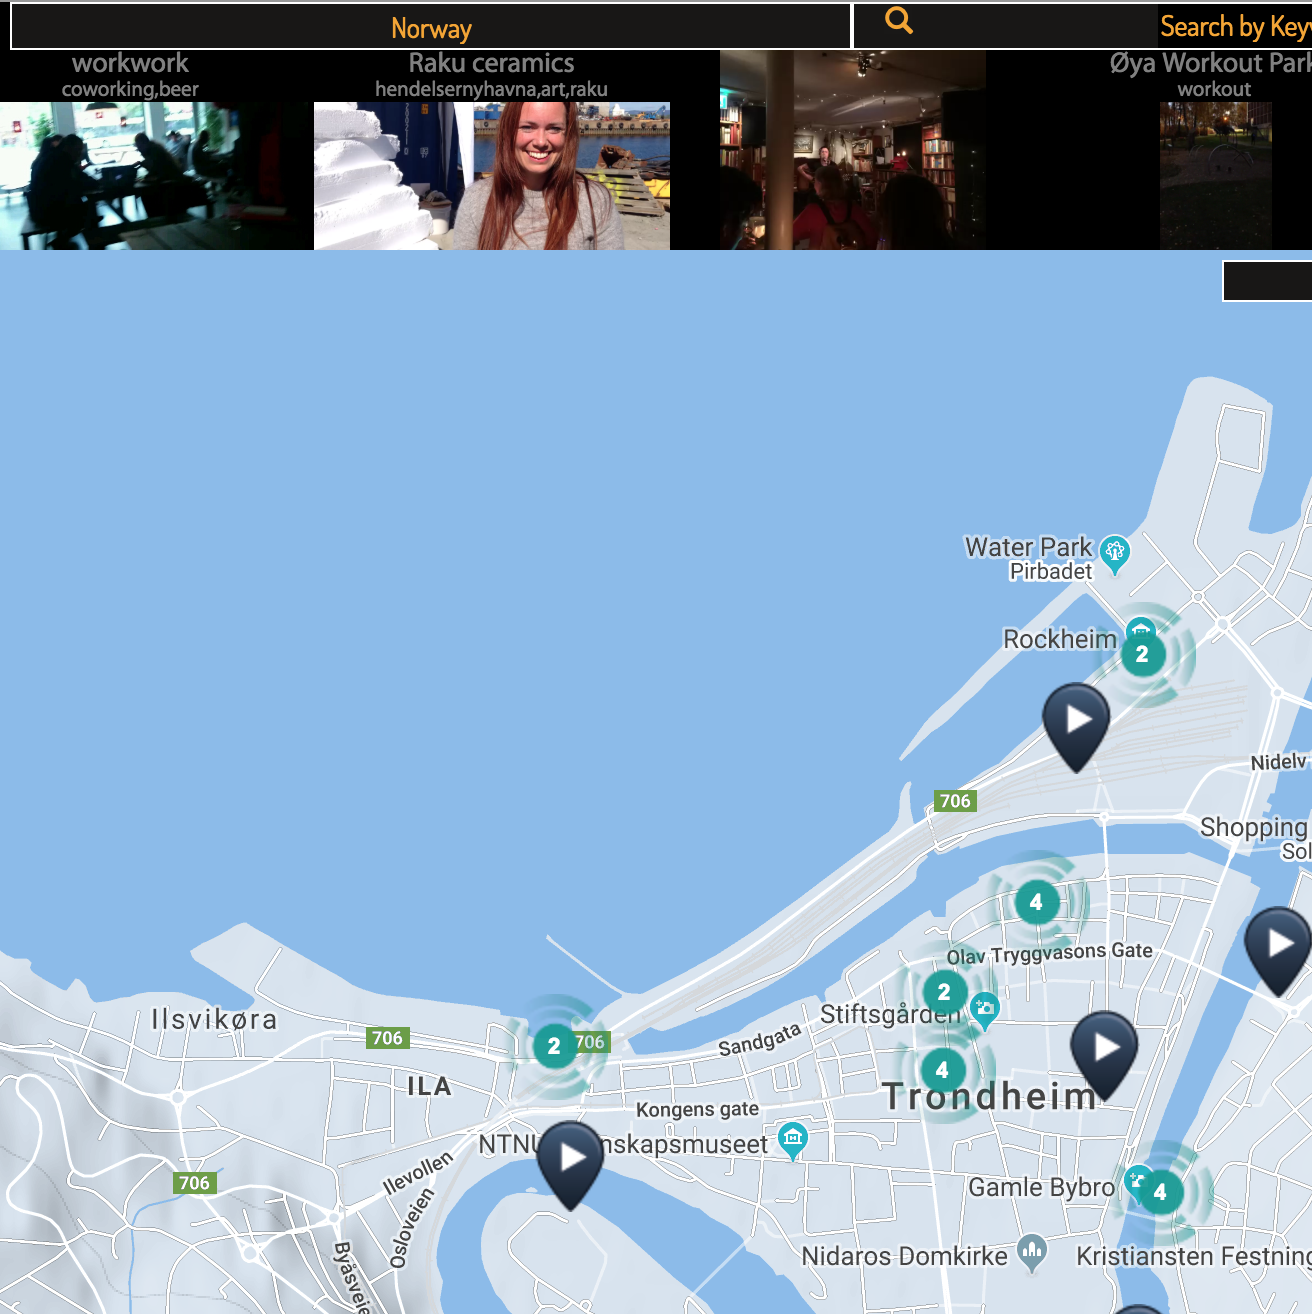 Norway
Search by Key
workwork
coworking,beer
Raku ceramics
hendelsernyhavna,art,raku
Øya Workout Park
workout
Water Park
Pirbadet
Rockheim
2
706
Nidelv
Shopping
Sol
4
Olav Tryggvasons Gate
2
Stiftsgården
Ilsvikøra
706
2
706
Sandgata
4
Trondheim
ILA
Kongens gate
NTNU
nskapsmuseet
Ilevollen
706
Osloveien
Gamle Bybro
4
Byåsveie
Nidaros Domkirke
Kristiansten Festning